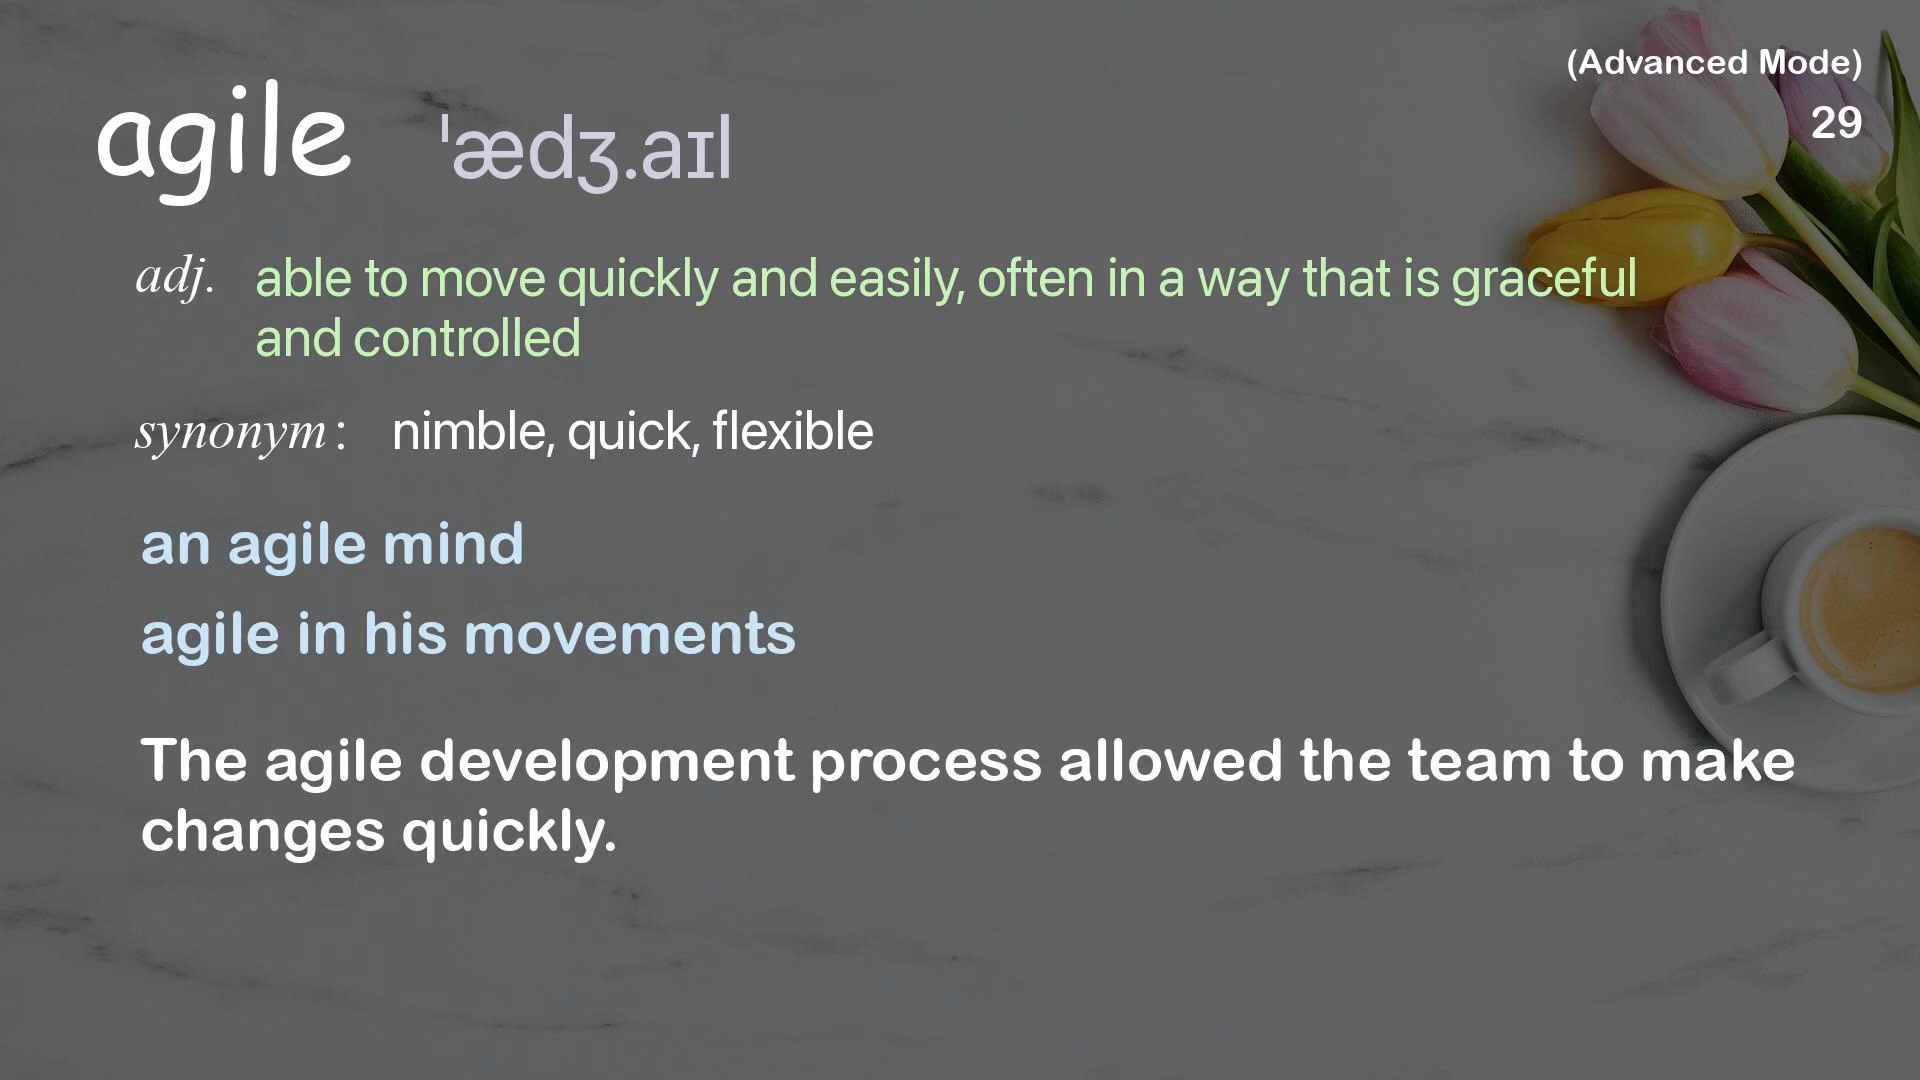 (Advanced Mode)
29
agile ˈædʒ.aɪl
adj. able to move quickly and easily, often in a way that is graceful
and controlled
synonym: nimble, quick, flexible
an agile mind
agile in his movements
The agile development process allowed the team to make
changes quickly.